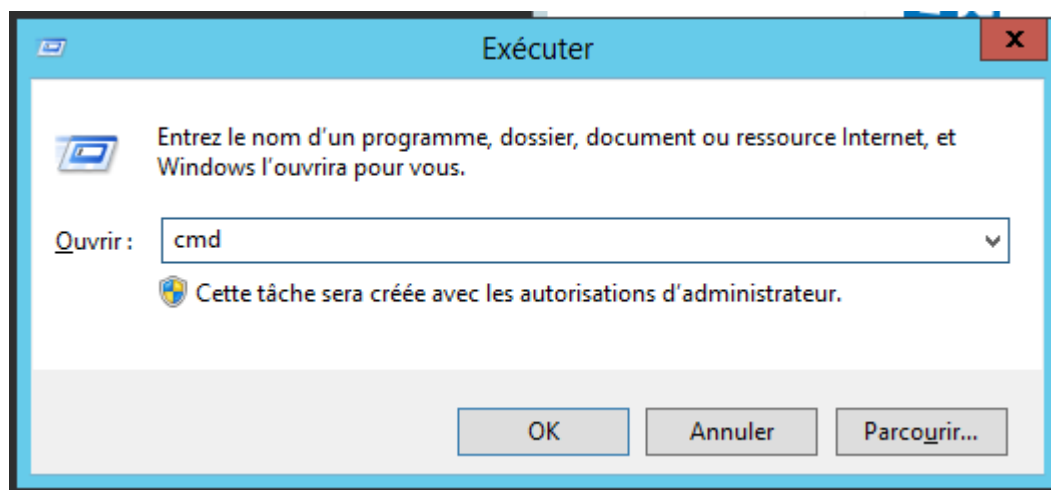 Exécuter
x
Entrez le nom d'un programme, dossier, document ou ressource Internet, et
Windows l'ouvrira pour vous.
Ouvrir : cmd
Cette tâche sera créée avec les autorisations d'administrateur.
OK Annuler Parcourir...